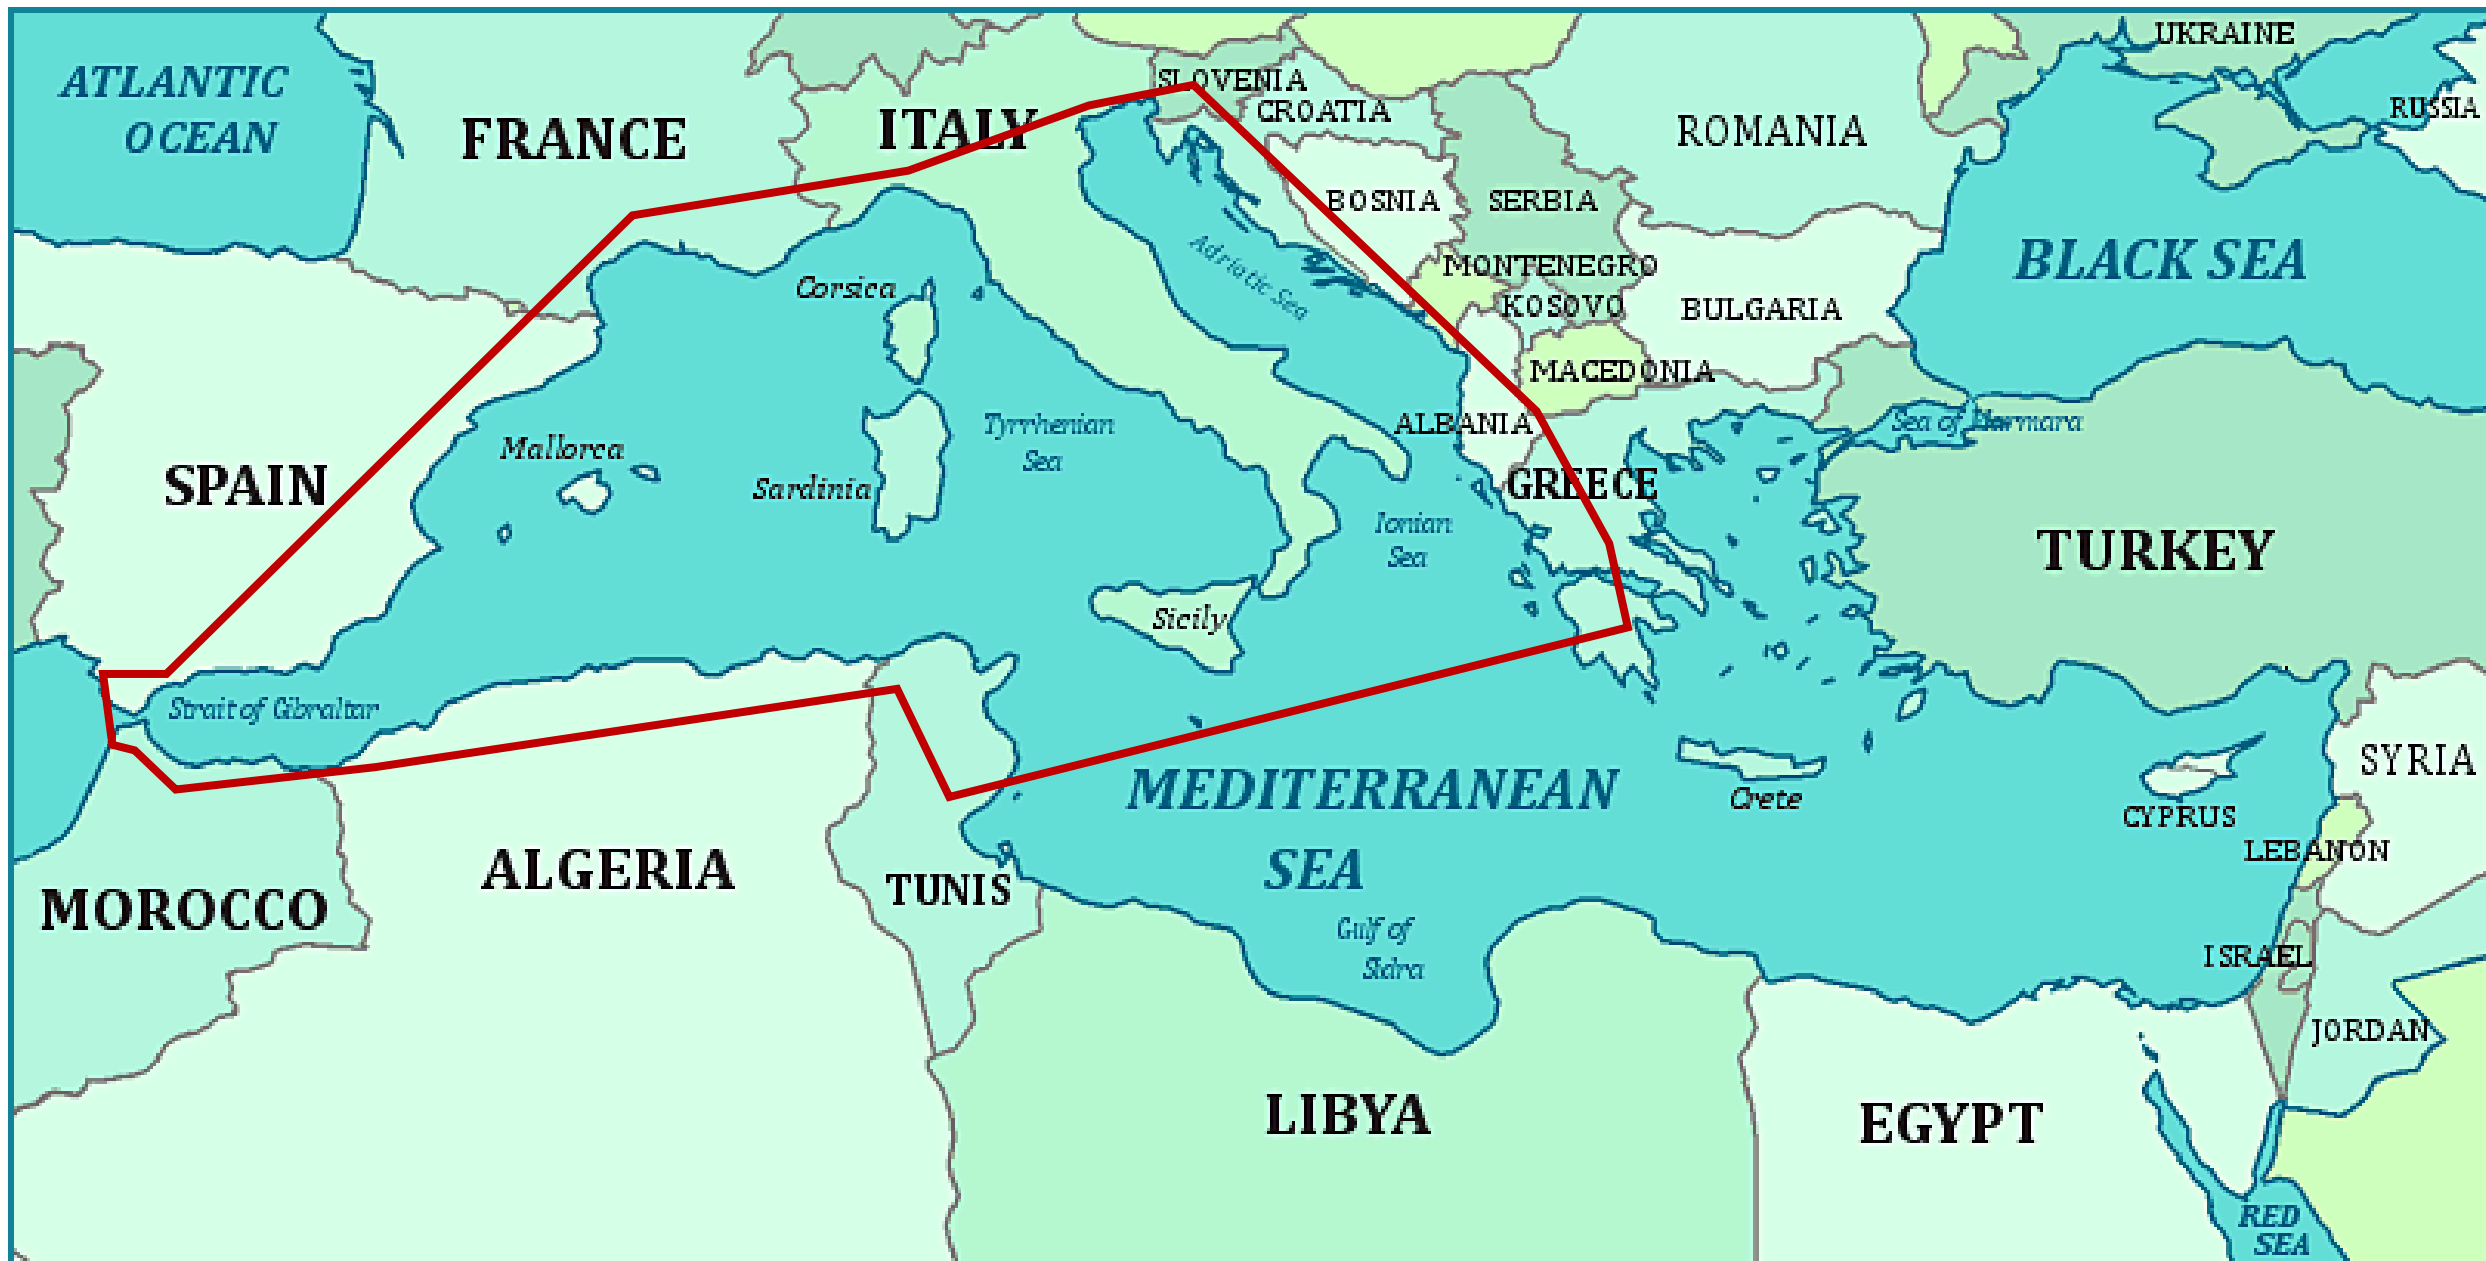 UKRAINE
ATLANTIC
OCEAN
SLOVENIA
CROATIA
RUSSIA
FRANCE
ITALY
ROMANIA
BOSNIA
SERBIA
Adriatic Sea
MONTENEGRO
BLACK SEA
Corsica
KOSOVO
BULGARIA
MACEDONIA
ALBANIA
Sea of Marmara
Tyrrhenian
Sea
Mallorca
SPAIN
Sardinia
GREECE
Ionian
Sea
TURKEY
Sicily
Strait of Gibraltar
MEDITERRANEAN
SEA
Crete
SYRIA
CYPRUS
LEBANON
ALGERIA
TUNIS
MOROCCO
Gulf of
Sidra
ISRAEL
JORDAN
LIBYA
EGYPT
RED
SEA